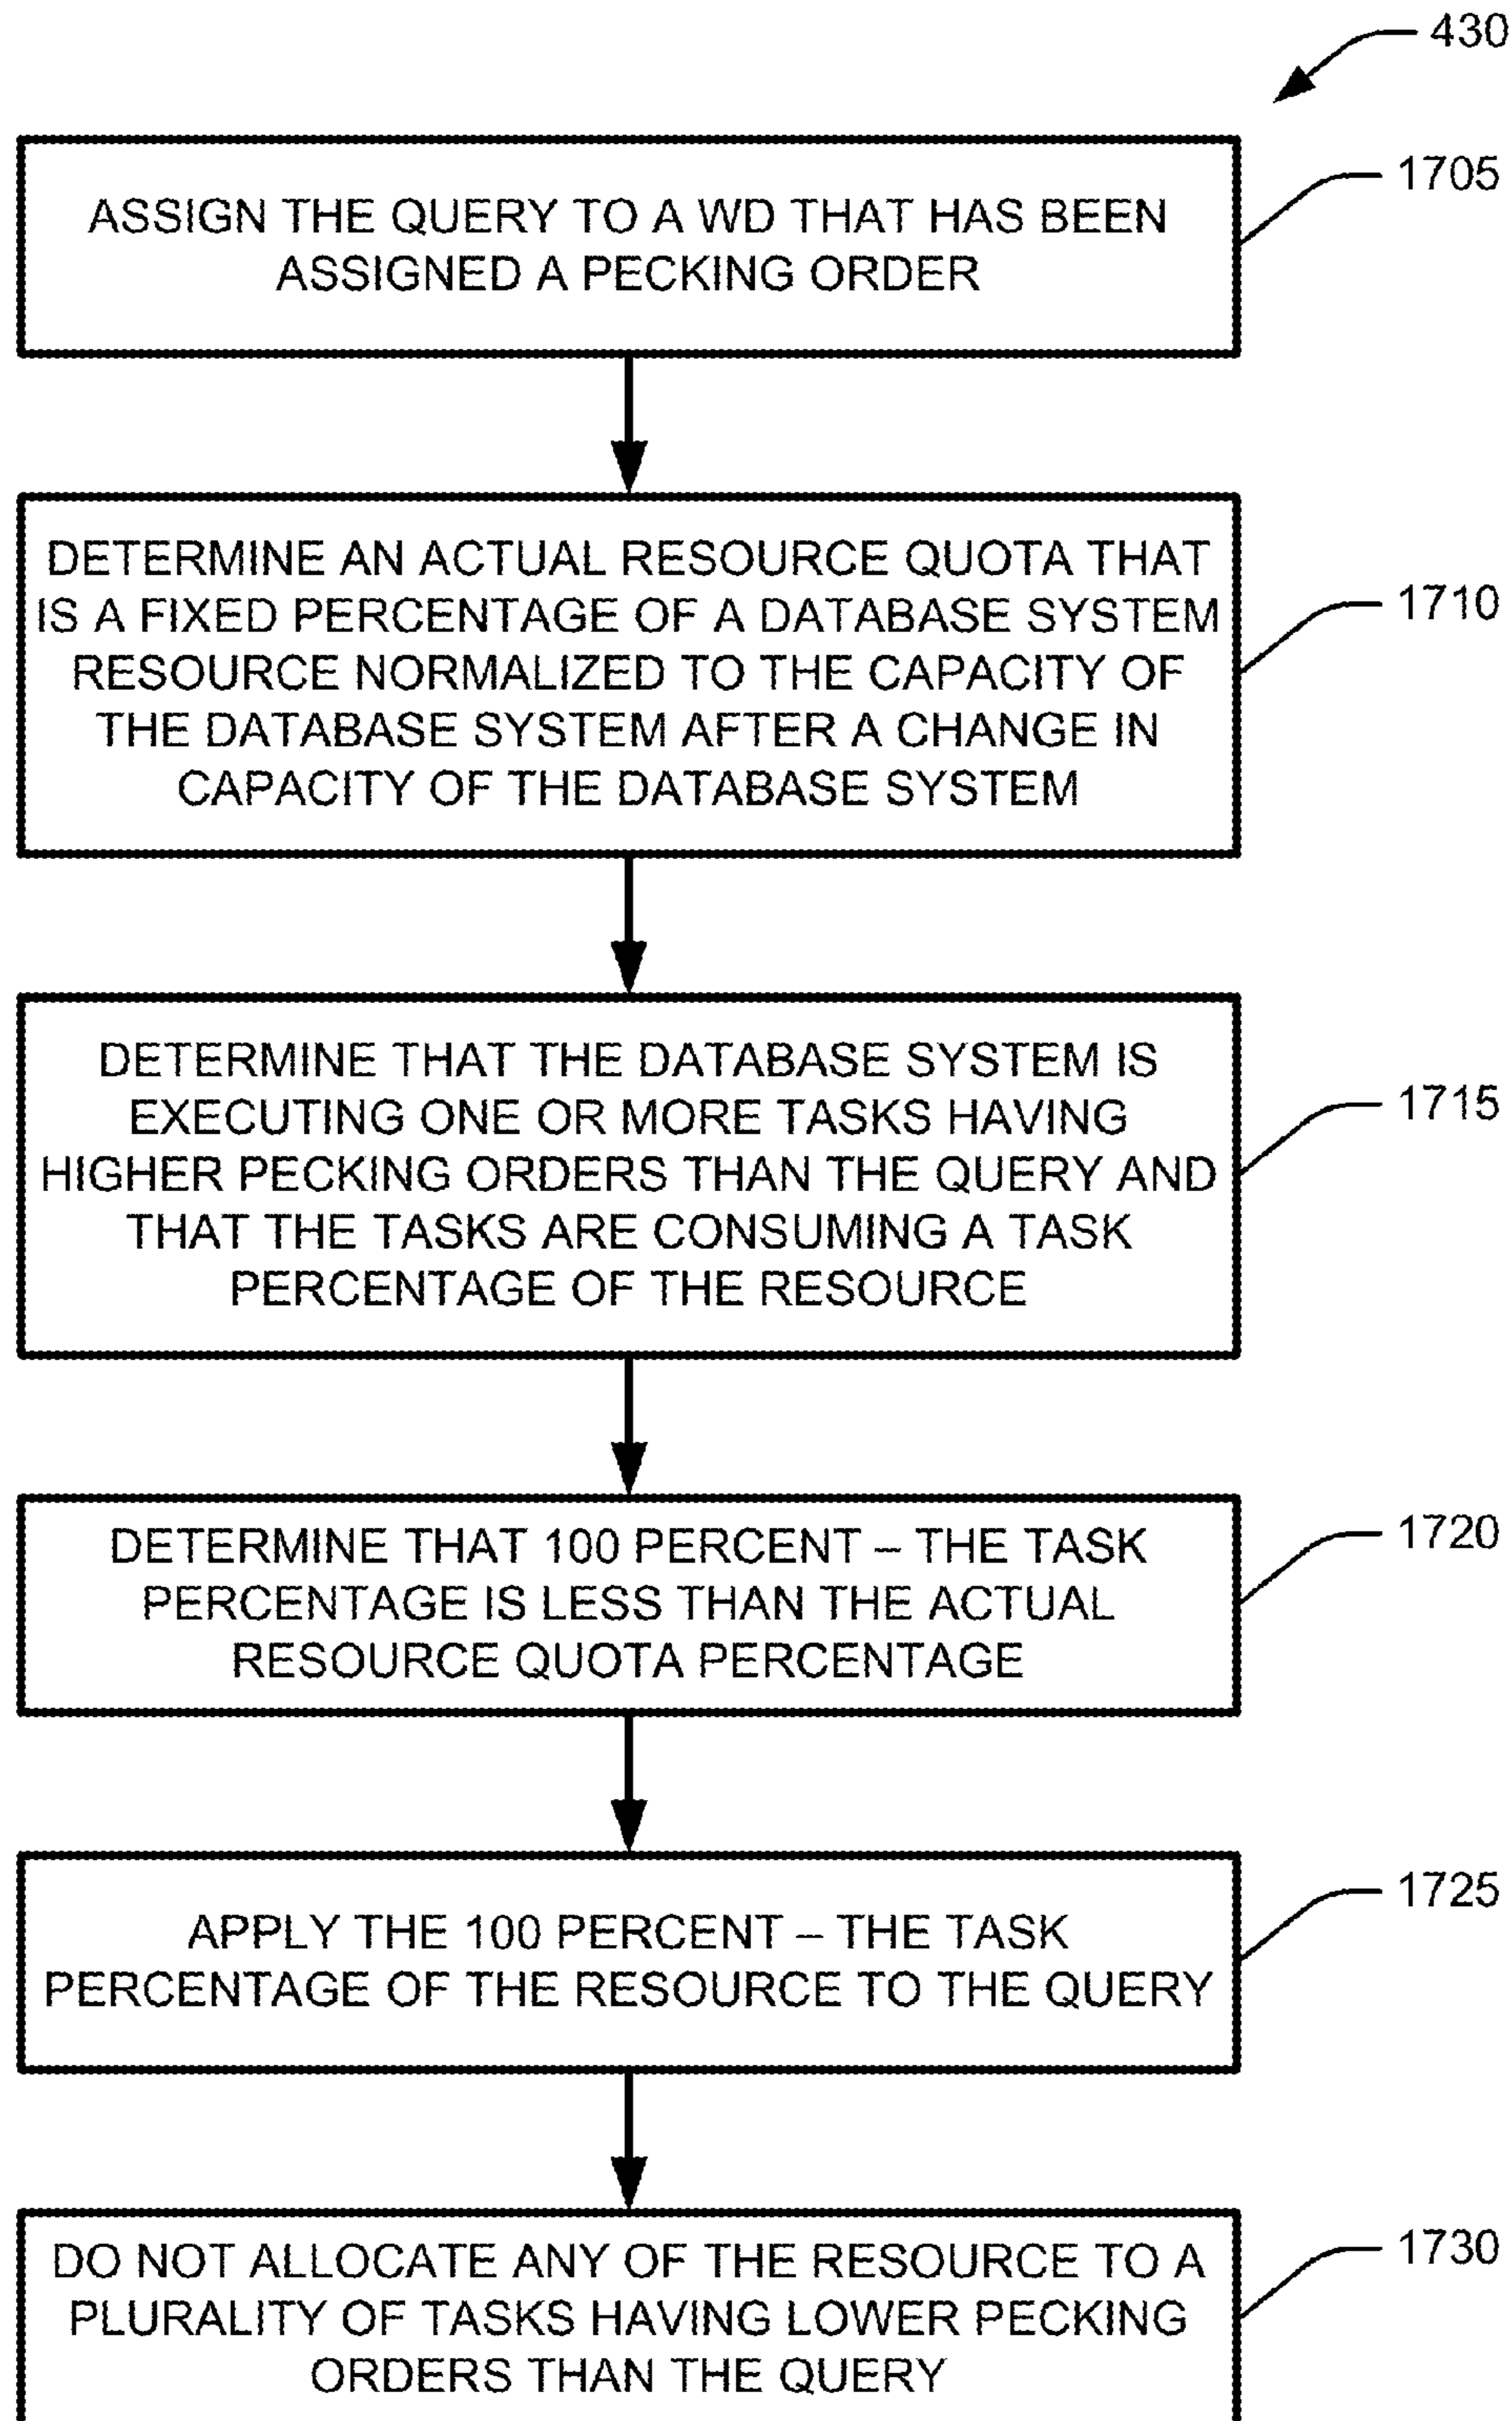 430
ASSIGN THE QUERY TO A WD THAT HAS BEEN
ASSIGNED A PECKING ORDER
1705
DETERMINE AN ACTUAL RESOURCE QUOTA THAT
IS A FIXED PERCENTAGE OF A DATABASE SYSTEM
RESOURCE NORMALIZED TO THE CAPACITY OF
THE DATABASE SYSTEM AFTER A CHANGE IN
CAPACITY OF THE DATABASE SYSTEM
1710
DETERMINE THAT THE DATABASE SYSTEM IS
EXECUTING ONE OR MORE TASKS HAVING
HIGHER PECKING ORDERS THAN THE QUERY AND
THAT THE TASKS ARE CONSUMING A TASK
PERCENTAGE OF THE RESOURCE
1715
DETERMINE THAT 100 PERCENT – THE TASK
PERCENTAGE IS LESS THAN THE ACTUAL
RESOURCE QUOTA PERCENTAGE
1720
APPLY THE 100 PERCENT – THE TASK
PERCENTAGE OF THE RESOURCE TO THE QUERY
1725
DO NOT ALLOCATE ANY OF THE RESOURCE TO A
PLURALITY OF TASKS HAVING LOWER PECKING
ORDERS THAN THE QUERY
1730